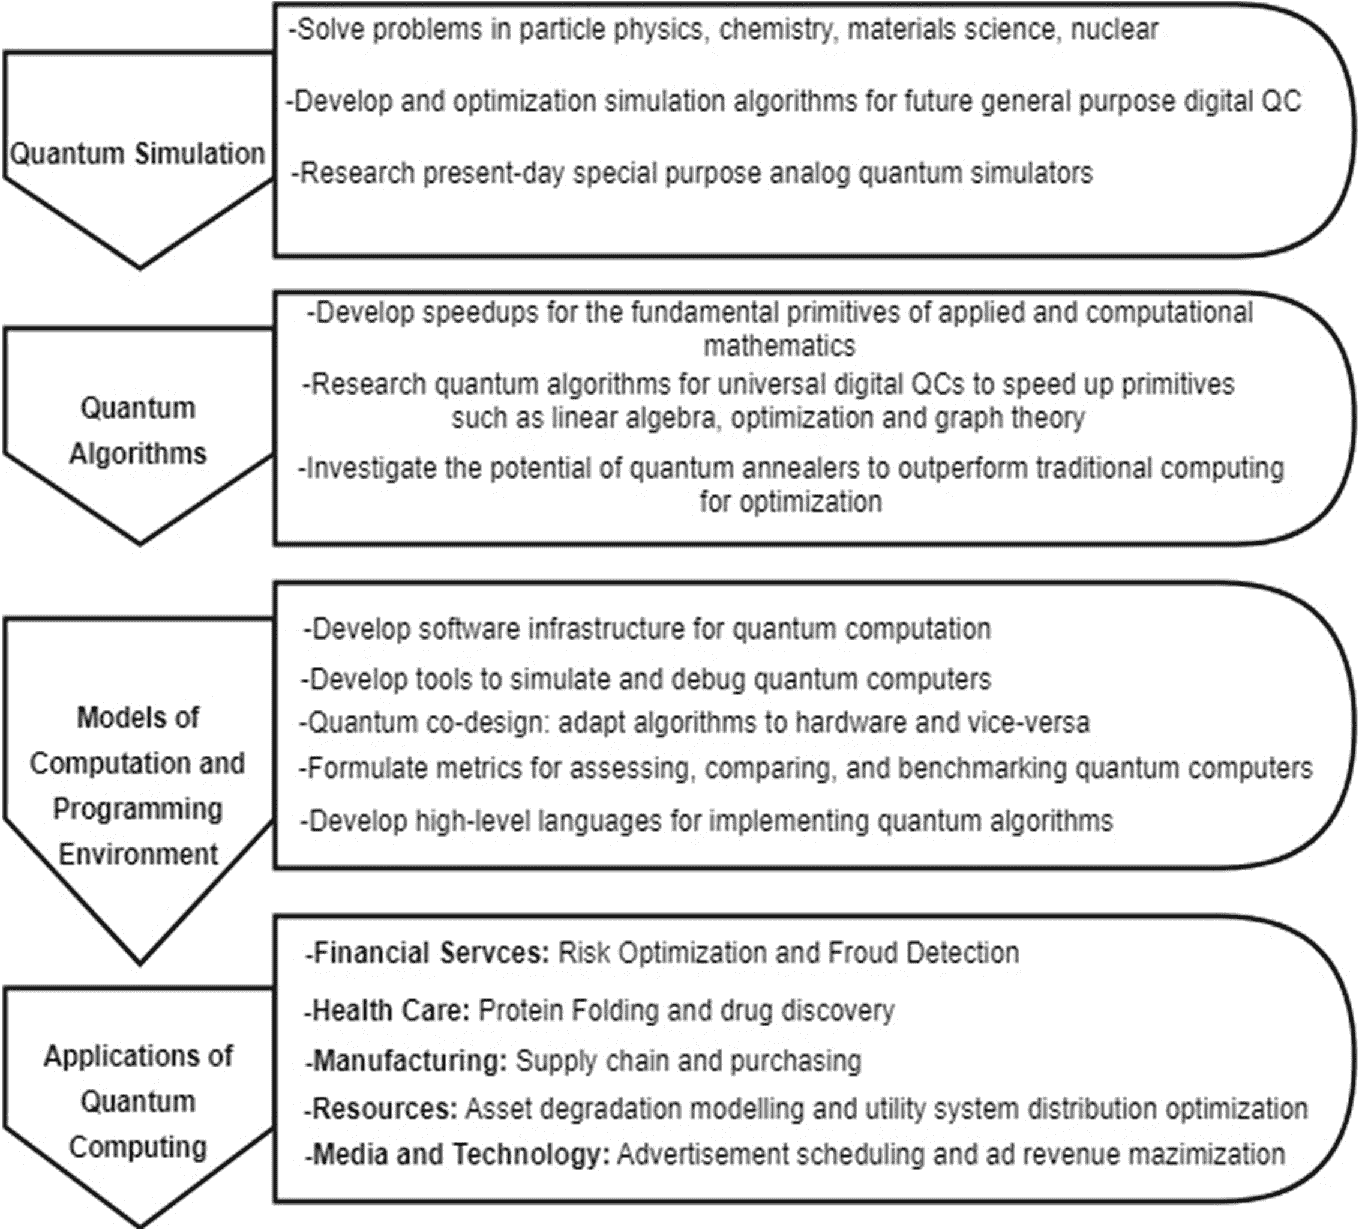 Quantum Simulation
-Solve problems in particle physics, chemistry, materials science, nuclear
-Develop and optimization simulation algorithms for future general purpose digital QC
-Research present-day special purpose analog quantum simulators
Quantum
Algorithms
-Develop speedups for the fundamental primitives of applied and computational
mathematics
-Research quantum algorithms for universal digital QCs to speed up primitives
such as linear algebra, optimization and graph theory
-Investigate the potential of quantum annealers to outperform traditional computing
for optimization
Models of
Computation and
Programming
Environment
-Develop software infrastructure for quantum computation
-Develop tools to simulate and debug quantum computers
-Quantum co-design: adapt algorithms to hardware and vice-versa
-Formulate metrics for assessing, comparing, and benchmarking quantum computers
-Develop high-level languages for implementing quantum algorithms
Applications of
Quantum
Computing
-Financial Servces: Risk Optimization and Froud Detection
-Health Care: Protein Folding and drug discovery
-Manufacturing: Supply chain and purchasing
-Resources: Asset degradation modelling and utility system distribution optimization
-Media and Technology: Advertisement scheduling and ad revenue mazimization